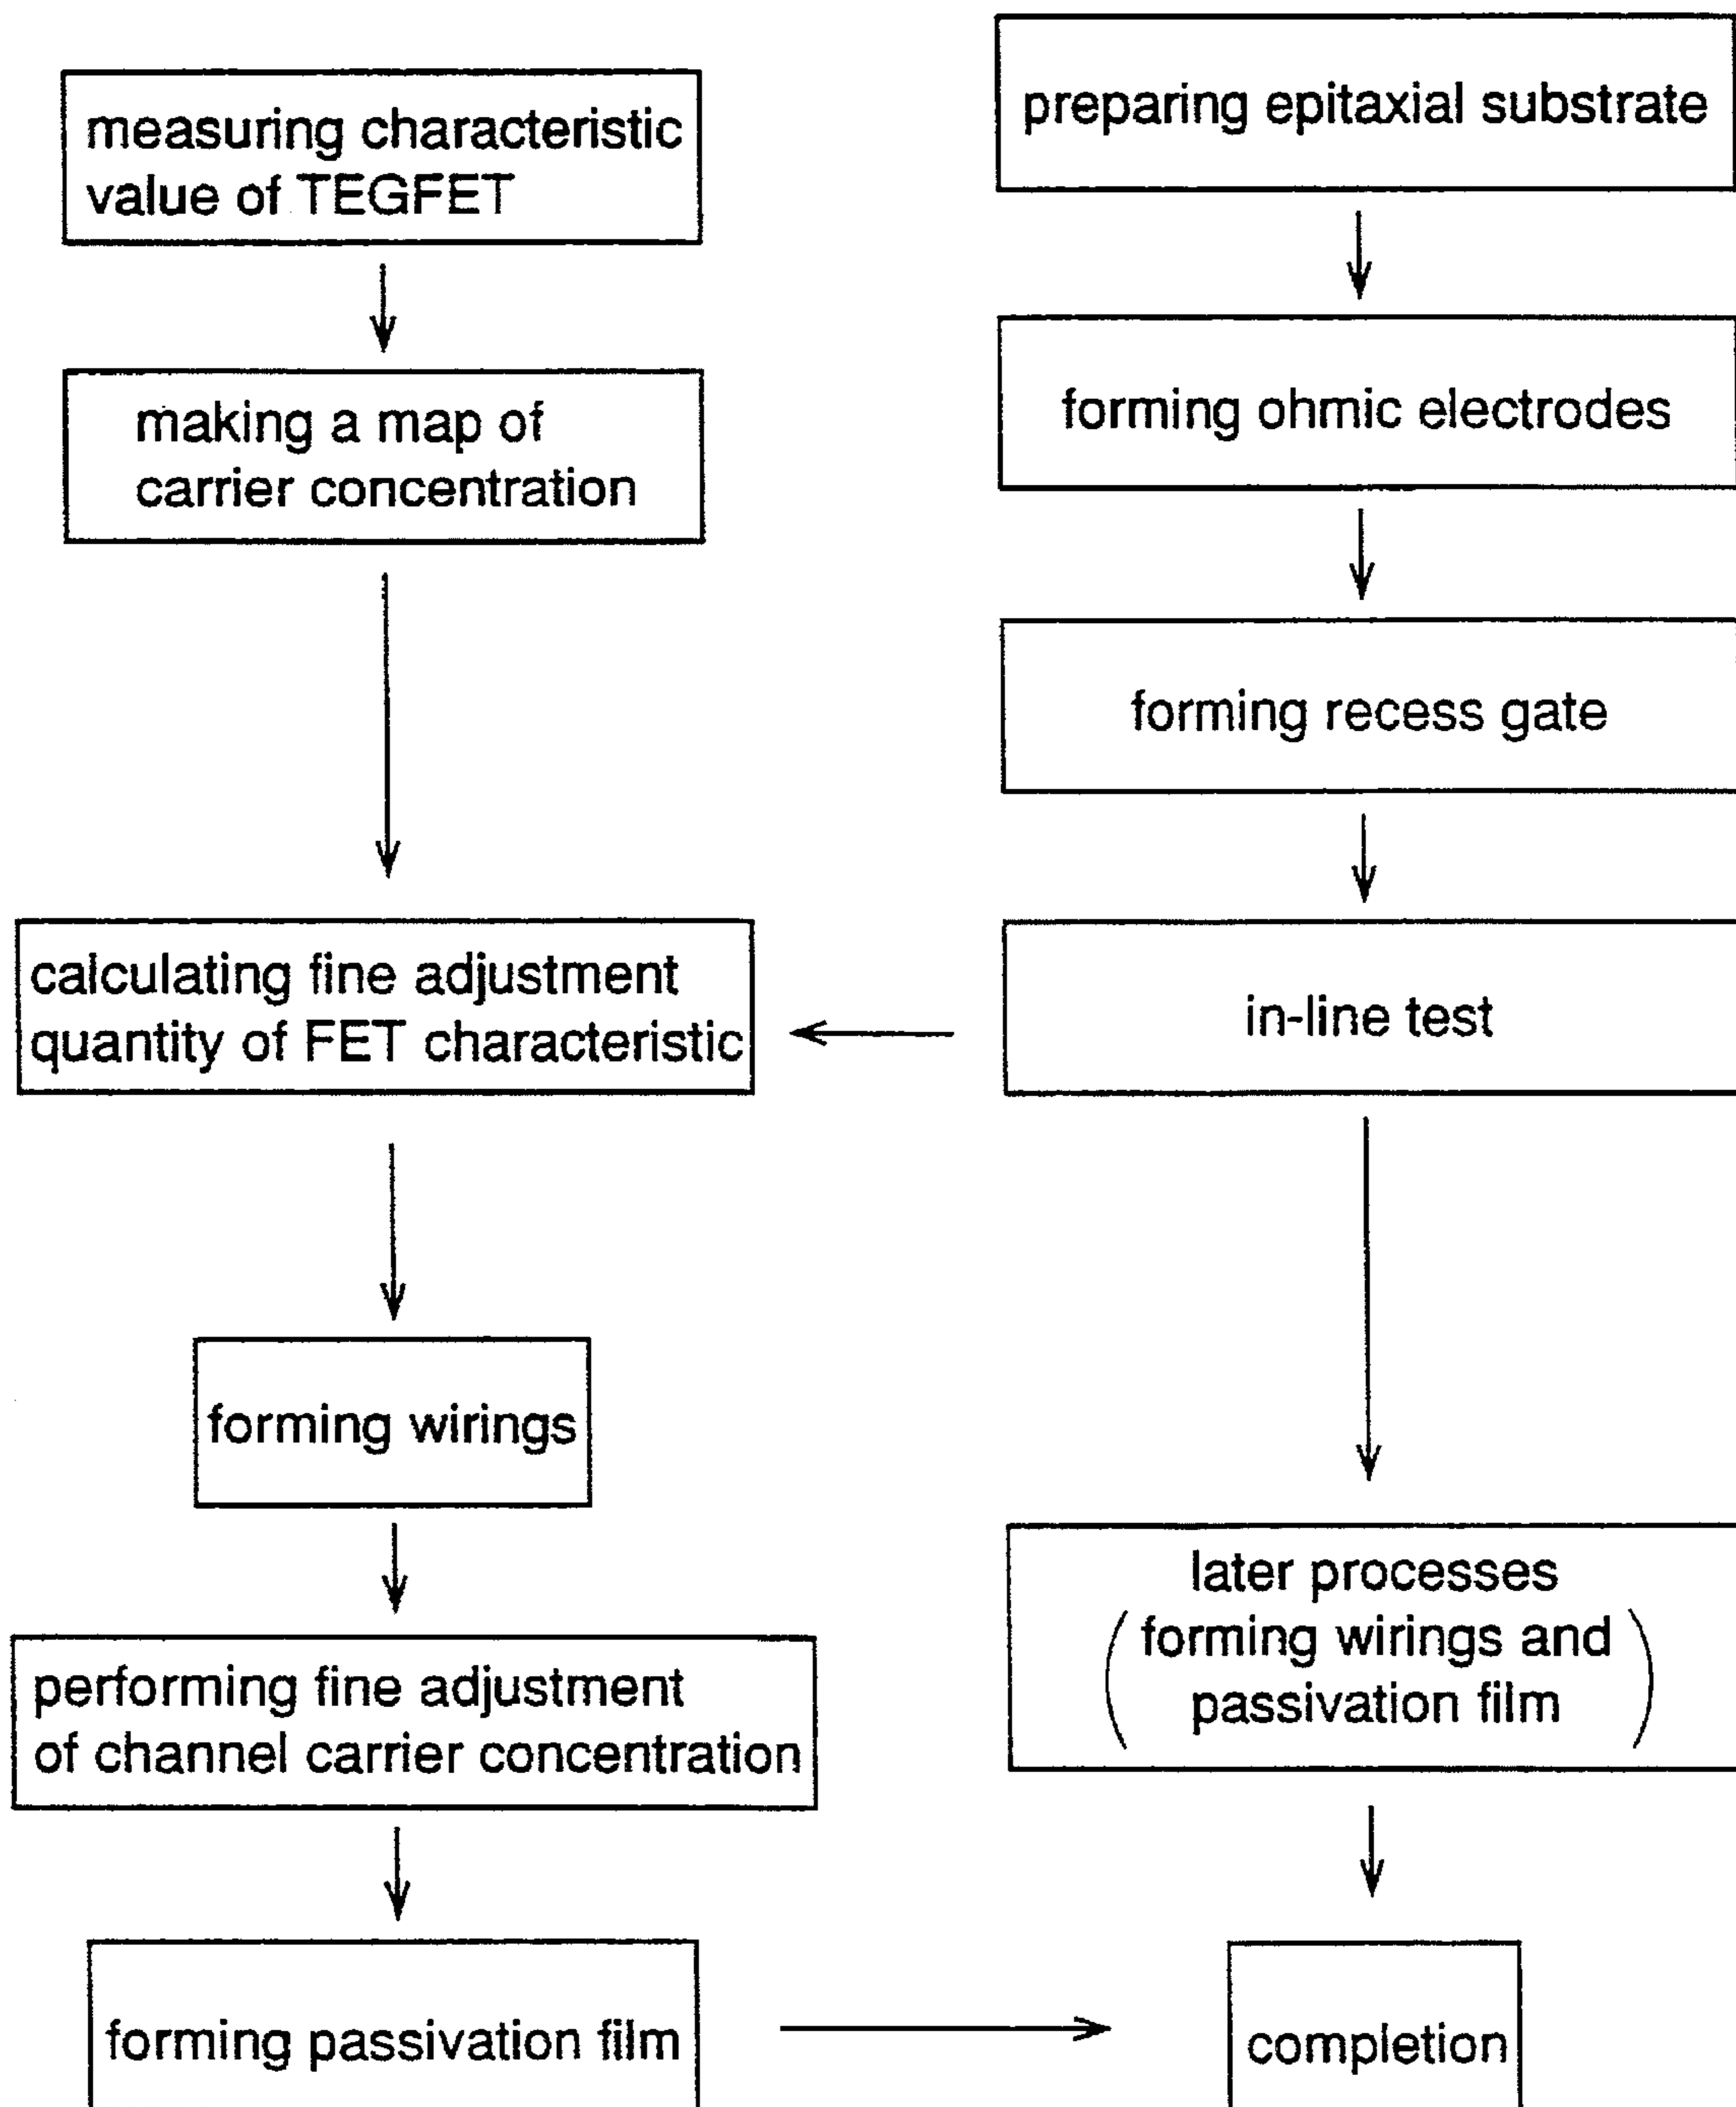 measuring characteristic
value of TEGFET
making a map of
carrier concentration
calculating fine adjustment
quantity of FET characteristic
forming wirings
performing fine adjustment
of channel carrier concentration
forming passivation film
preparing epitaxial substrate
forming ohmic electrodes
forming recess gate
in-line test
later processes
( forming wirings and
passivation film )
completion